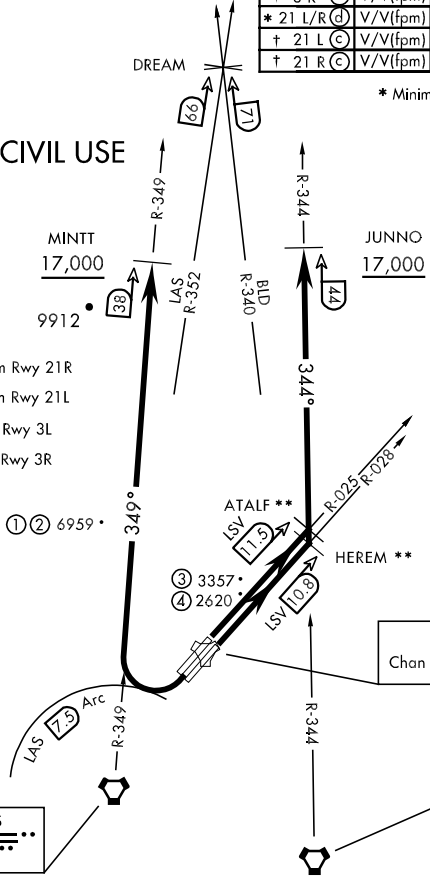 * 21 L/R ⓓ V/V(fpm)
† 21 L ⓒ V/V(fpm)
† 21 R ⓒ V/V(fpm)
DREAM
* Minim
66
71
CIVIL USE
R-349
R-344
MINTT
17,000
JUNNO
17,000
38
LAS
R-352
BLD
R-340
44
9912
Rwy 21R
Rwy 21L
Rwy 3L
Rwy 3R
344°
349°
R-025
R-028
ATALF **
LSV
11.5
① ② 6959
HEREM **
③ 3357
④ 2620
LSV
10.8
Chan
LAS
7.5
Arc
R-349
R-344